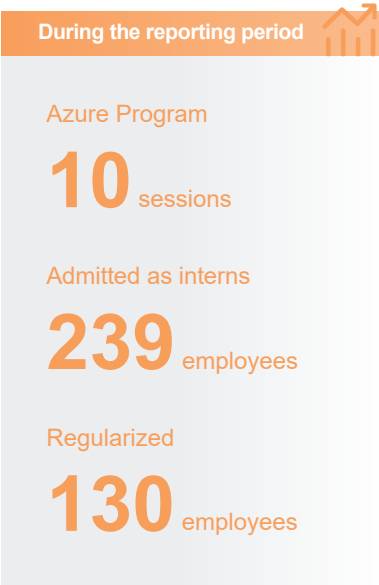 During the reporting period
Azure Program
10 sessions
Admitted as interns
239 employees
Regularized
130 employees